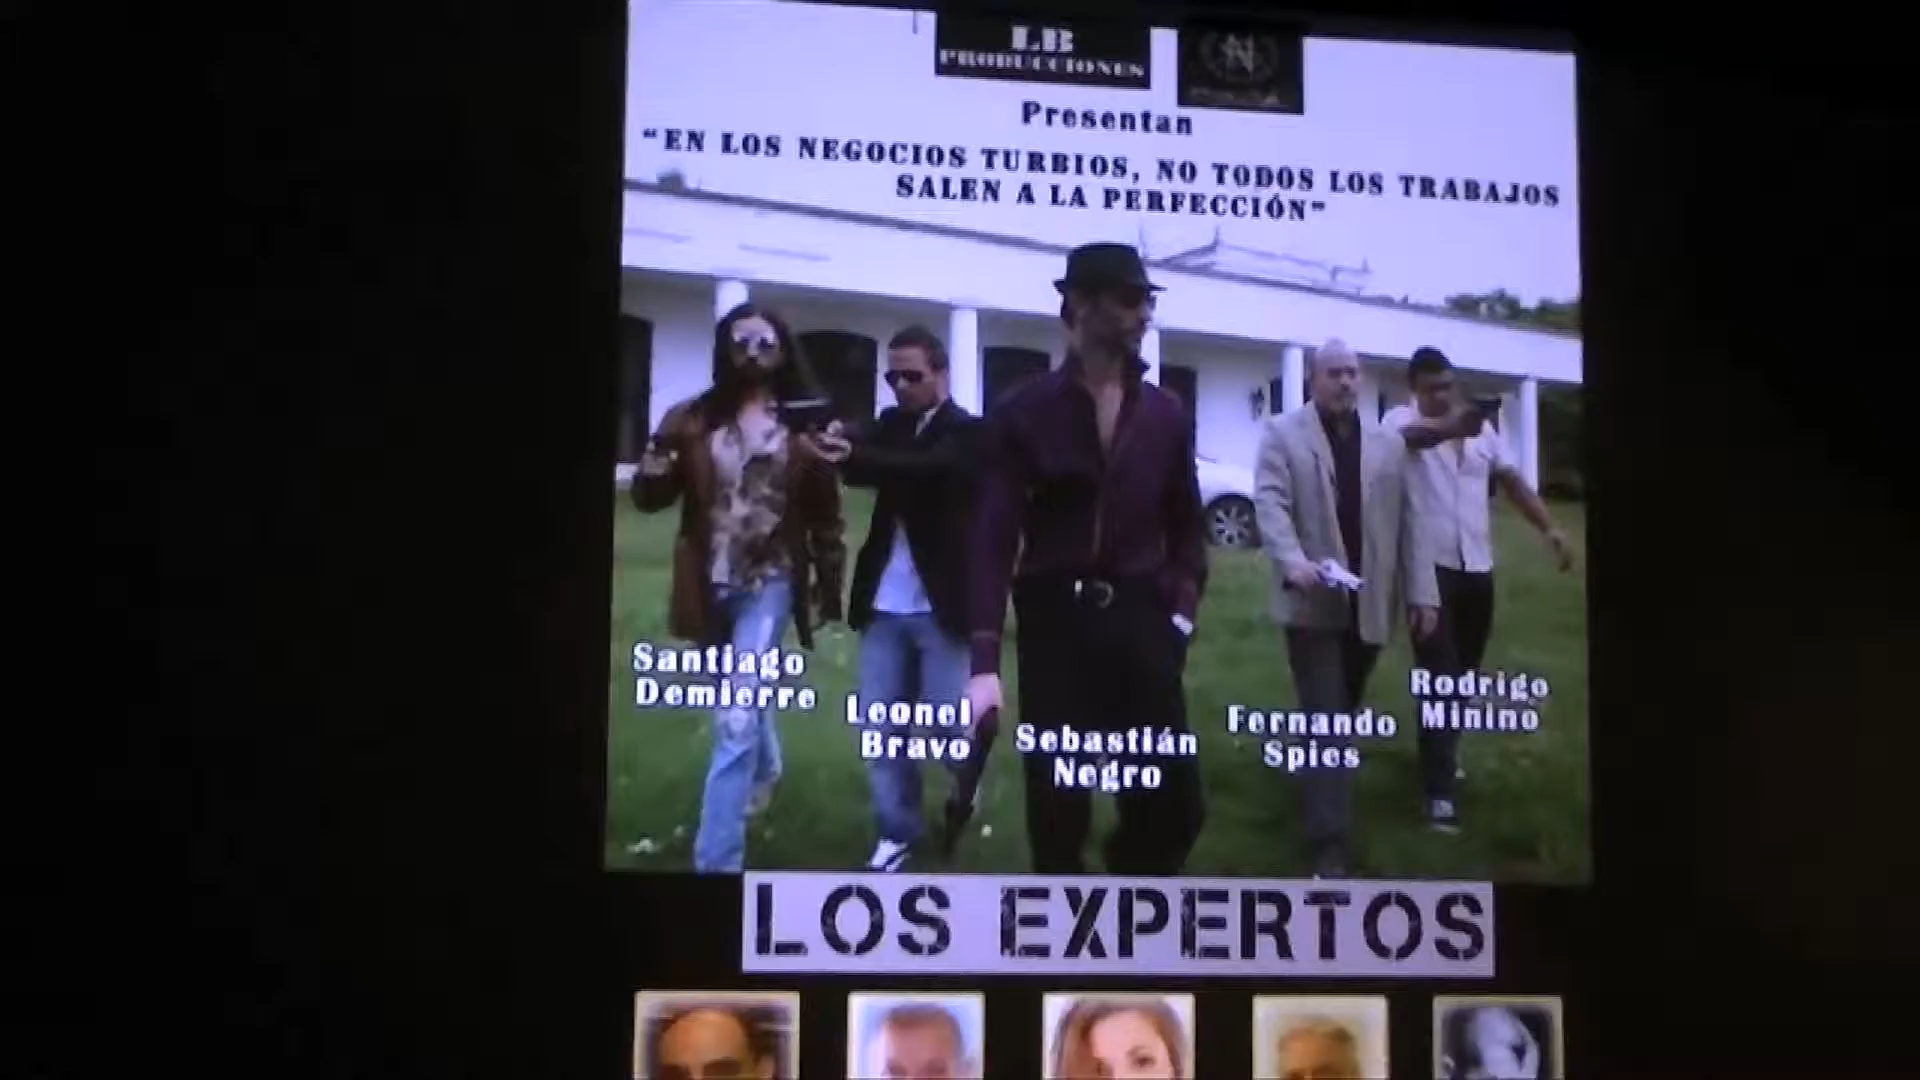 LB
PRODUCCIONES
Presentan
“EN LOS NEGOCIOS TURBIOS, NO TODOS LOS TRABAJOS
SALEN A LA PERFECCIÓN”
Santiago
Demierre
Leonel
Bravo
Sebastián
Negro
Fernando
Spies
Rodrigo
Minino
LOS EXPERTOS